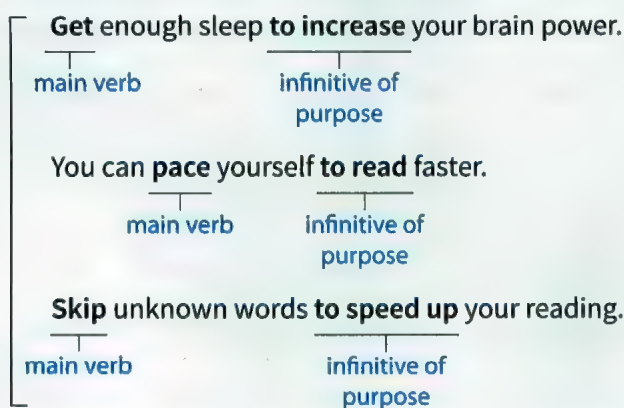 Get enough sleep to increase your brain power.
main verb infinitive of
purpose
You can pace yourself to read faster.
main verb infinitive of
purpose
Skip unknown words to speed up your reading.
main verb infinitive of
purpose